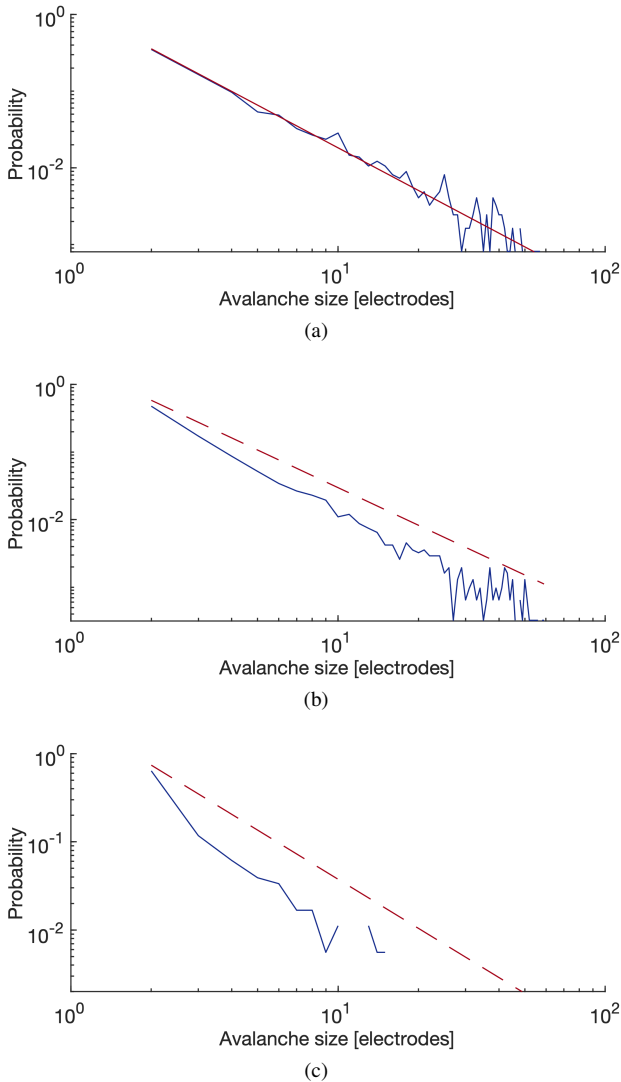 10^0
10^-2
Probability
10^0 10^1 10^2
Avalanche size [electrodes]
(a)
10^0
10^-2
Probability
10^0 10^1 10^2
Avalanche size [electrodes]
(b)
10^0
10^-1
10^-2
Probability
10^0 10^1 10^2
Avalanche size [electrodes]
(c)